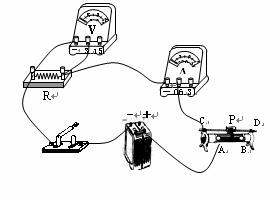 V
- 3 15
A
- 0.6 3
R↵
- +↵
C↵ P↵ D↵
A↵ B↵